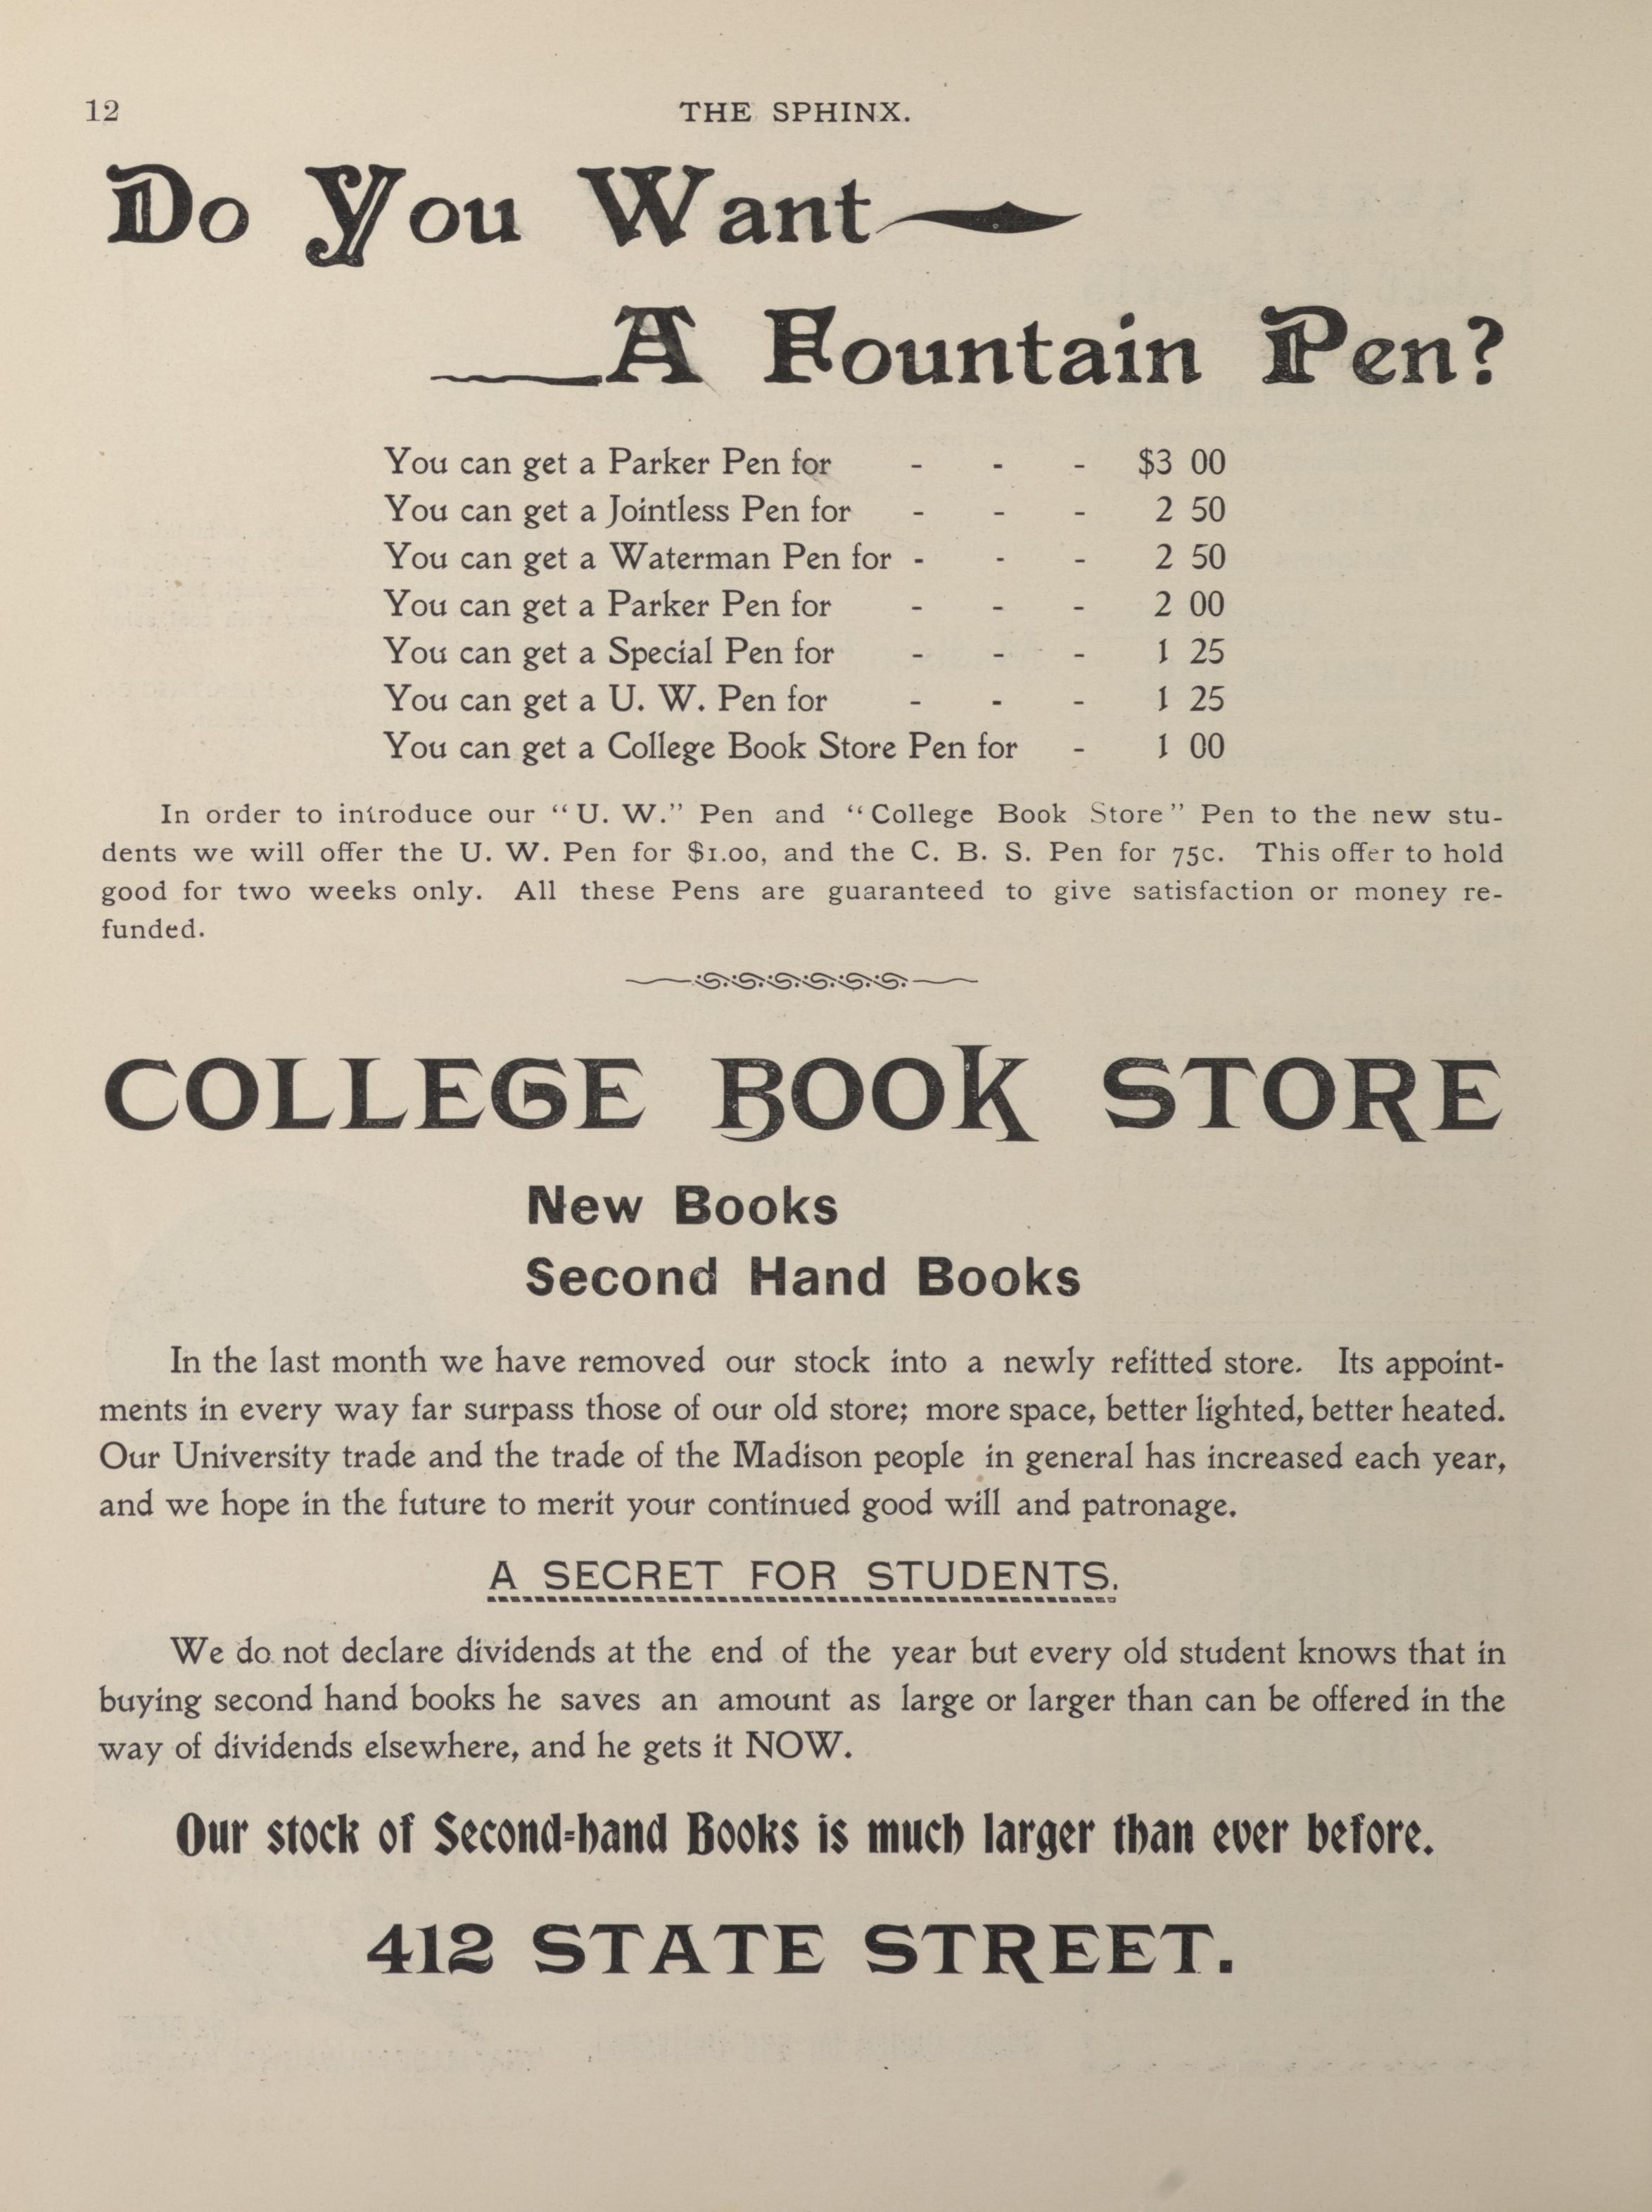 12
THE SPHINX.
Do You Want
A Fountain Pen?
You can get a Parker Pen for - - - $3 00
You can get a Jointless Pen for - - - 2 50
You can get a Waterman Pen for - - - 2 50
You can get a Parker Pen for - - - 2 00
You can get a Special Pen for - - - 1 25
You can get a U. W. Pen for - - - 1 25
You can get a College Book Store Pen for - 1 00
In order to introduce our “U. W.” Pen and “College Book Store” Pen to the new stu-
dents we will offer the U. W. Pen for $1.00, and the C. B. S. Pen for 75c. This offer to hold
good for two weeks only. All these Pens are guaranteed to give satisfaction or money re-
funded.
COLLEGE BOOK STORE
New Books
Second Hand Books
In the last month we have removed our stock into a newly refitted store. Its appoint-
ments in every way far surpass those of our old store; more space, better lighted, better heated.
Our University trade and the trade of the Madison people in general has increased each year,
and we hope in the future to merit your continued good will and patronage.
A SECRET FOR STUDENTS.
We do not declare dividends at the end of the year but every old student knows that in
buying second hand books he saves an amount as large or larger than can be offered in the
way of dividends elsewhere, and he gets it NOW.
Our stock of Second-hand Books is much larger than ever before.
412 STATE STREET.